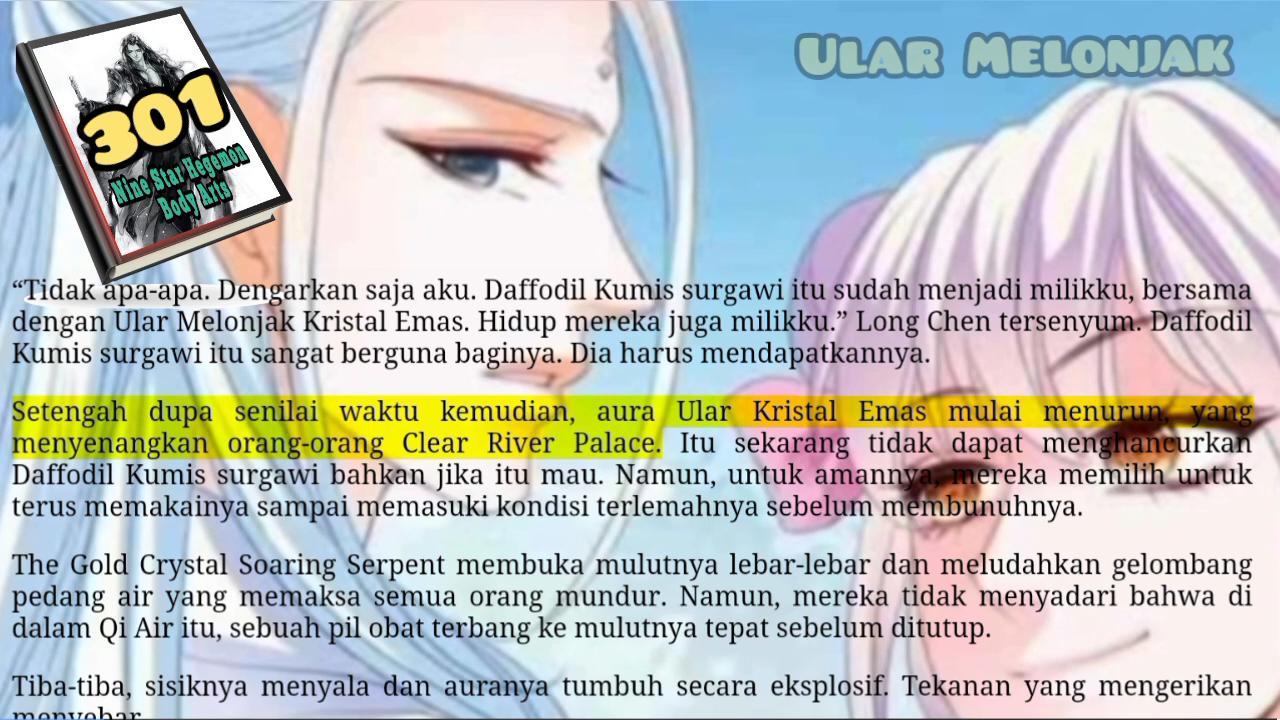 Ular Melonjak
301
Nine Star Hegemon
Body Arts
“Tidak apa-apa. Dengarkan saja aku. Daffodil Kumis surgawi itu sudah menjadi milikku, bersama
dengan Ular Melonjak Kristal Emas. Hidup mereka juga milikku.” Long Chen tersenyum. Daffodil
Kumis surgawi itu sangat berguna baginya. Dia harus mendapatkannya.
Setengah dupa senilai waktu kemudian, aura Ular Kristal Emas mulai menurun, yang
menyenangkan orang-orang Clear River Palace. Itu sekarang tidak dapat menghancurkan
Daffodil Kumis surgawi bahkan jika itu mau. Namun, untuk amannya, mereka memilih untuk
terus memakainya sampai memasuki kondisi terlemahnya sebelum membunuhnya.
The Gold Crystal Soaring Serpent membuka mulutnya lebar-lebar dan meludahkan gelombang
pedang air yang memaksa semua orang mundur. Namun, mereka tidak menyadari bahwa di
dalam Qi Air itu, sebuah pil obat terbang ke mulutnya tepat sebelum ditutup.
Tiba-tiba, sisiknya menyala dan auranya tumbuh secara eksplosif. Tekanan yang mengerikan
menyebar.